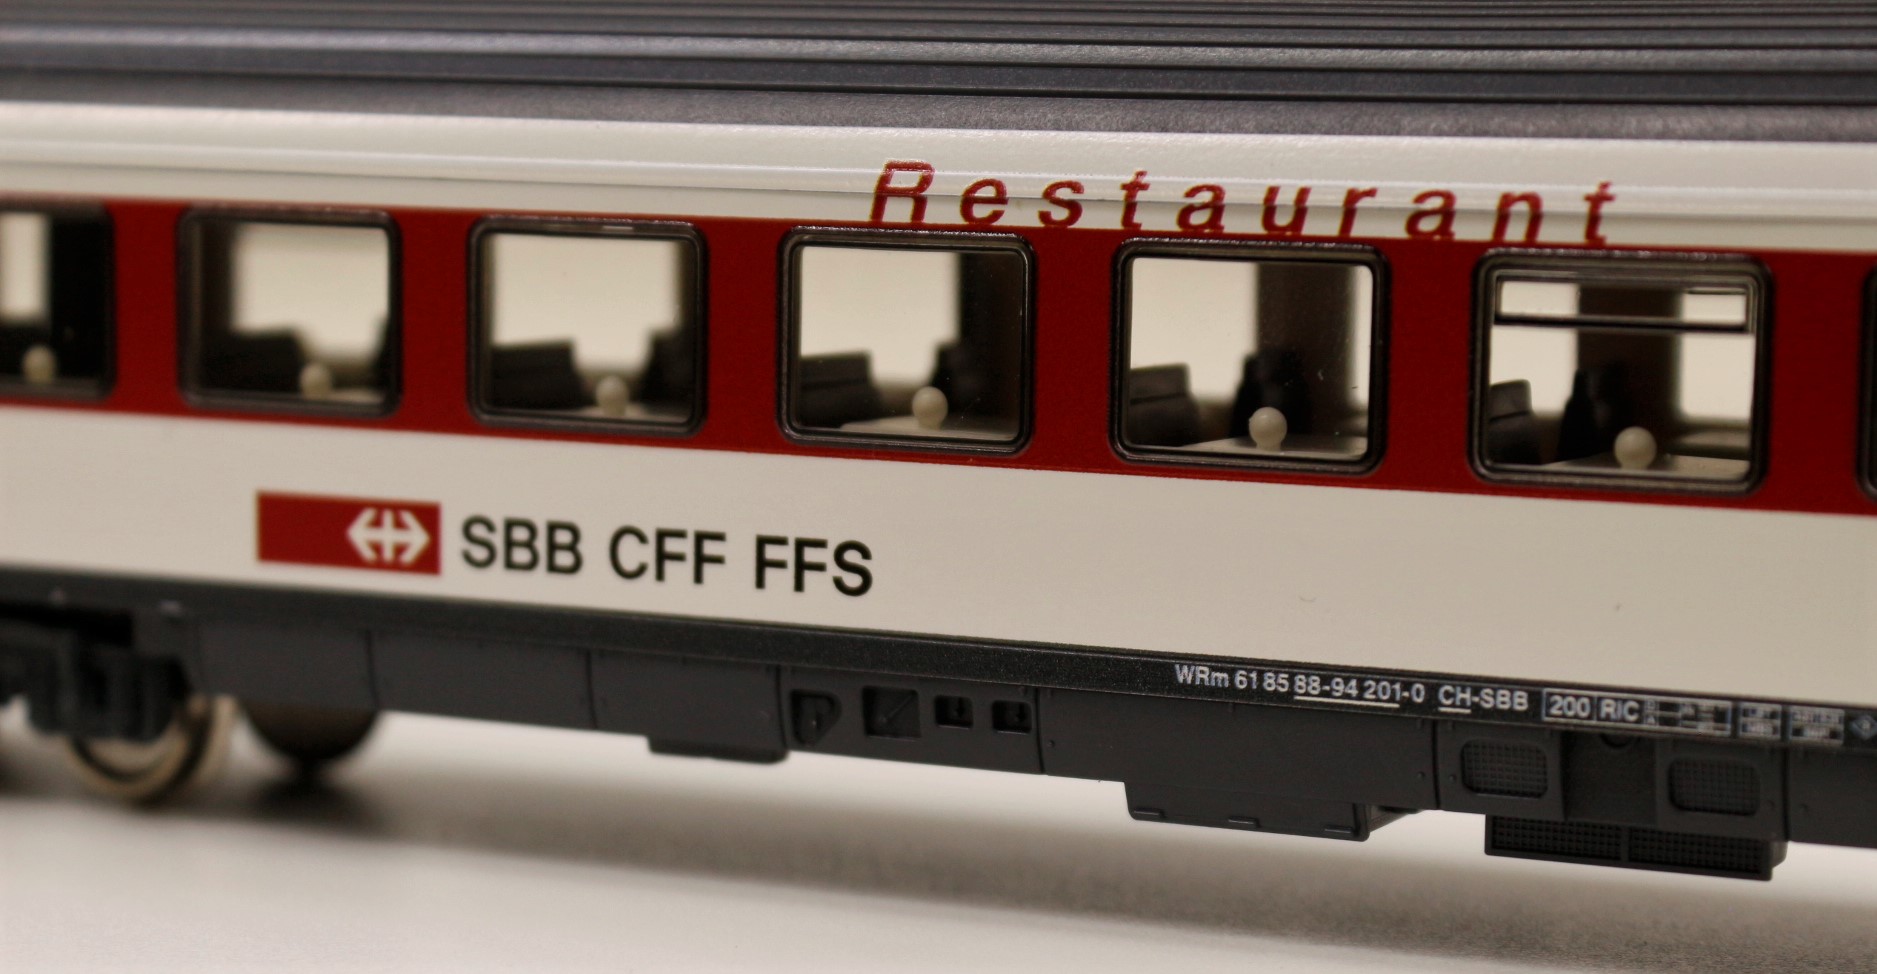 Restaurant
SBB CFF FFS
WRm 61 85 88-94 201-0 CH-SBB 200 RIC